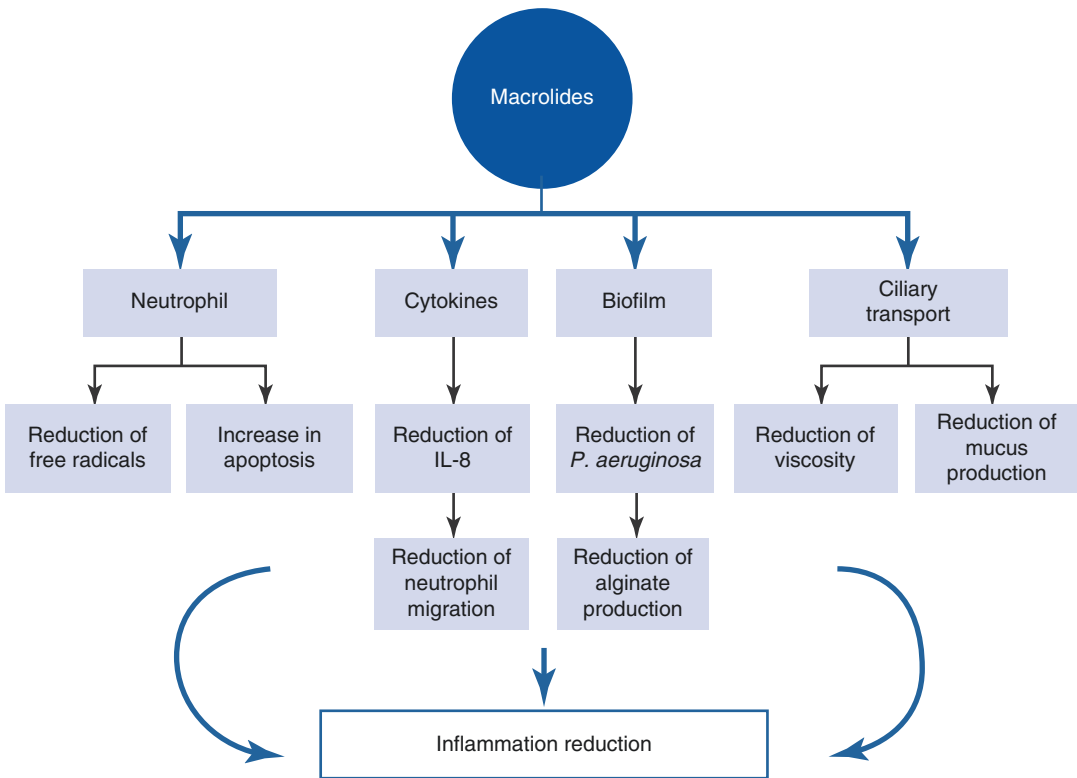 Macrolides
Neutrophil
Cytokines
Biofilm
Ciliary
transport
Reduction of
free radicals
Increase in
apoptosis
Reduction of
IL-8
Reduction of
P. aeruginosa
Reduction of
viscosity
Reduction of
mucus
production
Reduction of
neutrophil
migration
Reduction of
alginate
production
Inflammation reduction